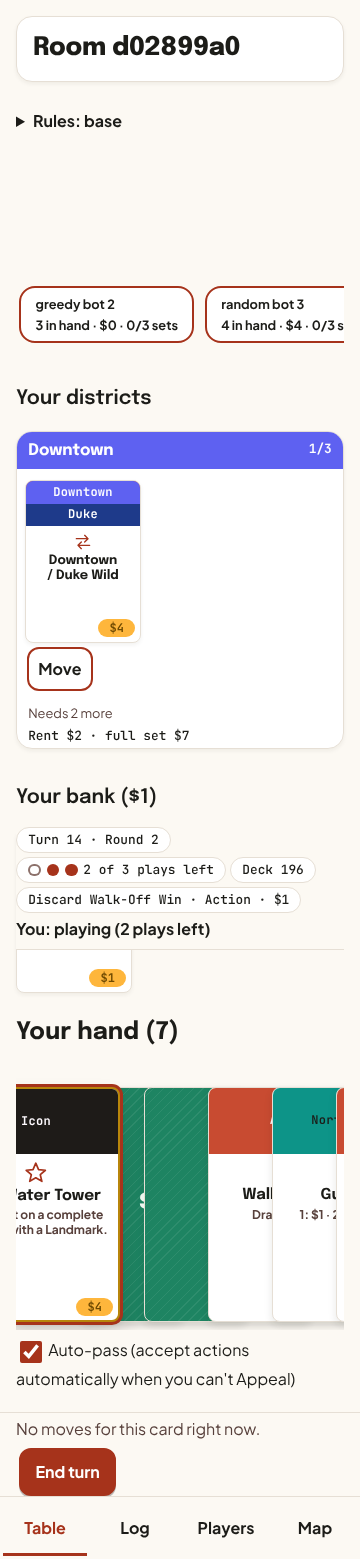 Room d02899a0
Rules: base
greedy bot 2
3 in hand · $0 · 0/3 sets
random bot 3
4 in hand · $4 · 0/3 s
Your districts
Downtown 1/3
Downtown
Duke
Downtown
/ Duke Wild
$4
Move
Needs 2 more
Rent $2 · full set $7
Your bank ($1)
Turn 14 · Round 2
2 of 3 plays left
Deck 196
Discard Walk-Off Win · Action · $1
You: playing (2 plays left)
$1
Your hand (7)
Icon
ater Tower
t on a complete
with a Landmark.
$4
Wall
Dra
Nor
Gu
1: $1 · 2
Auto-pass (accept actions
automatically when you can't Appeal)
No moves for this card right now.
End turn
Table Log Players Map